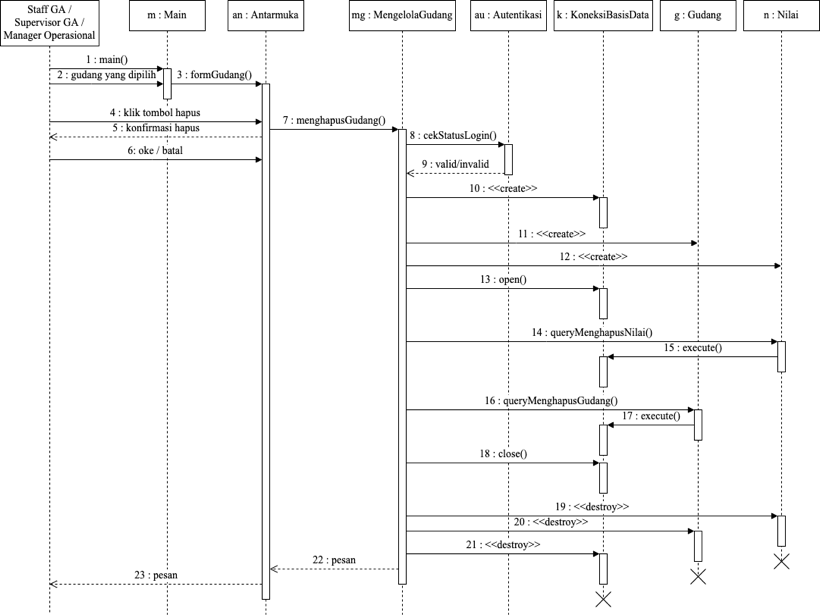 Staff GA /
Supervisor GA /
Manager Operasional
m : Main
an : Antarmuka
mg : MengelolaGudang
au : Autentikasi
k : KoneksiBasisData
g : Gudang
n : Nilai
1 : main()
2 : gudang yang dipilih
3 : formGudang()
4 : klik tombol hapus
5 : konfirmasi hapus
6: oke / batal
7 : menghapusGudang()
8 : cekStatusLogin()
9 : valid/invalid
10 : <<create>>
11 : <<create>>
12 : <<create>>
13 : open()
14 : queryMenghapusNilai()
15 : execute()
16 : queryMenghapusGudang()
17 : execute()
18 : close()
19 : <<destroy>>
20 : <<destroy>>
21 : <<destroy>>
22 : pesan
23 : pesan